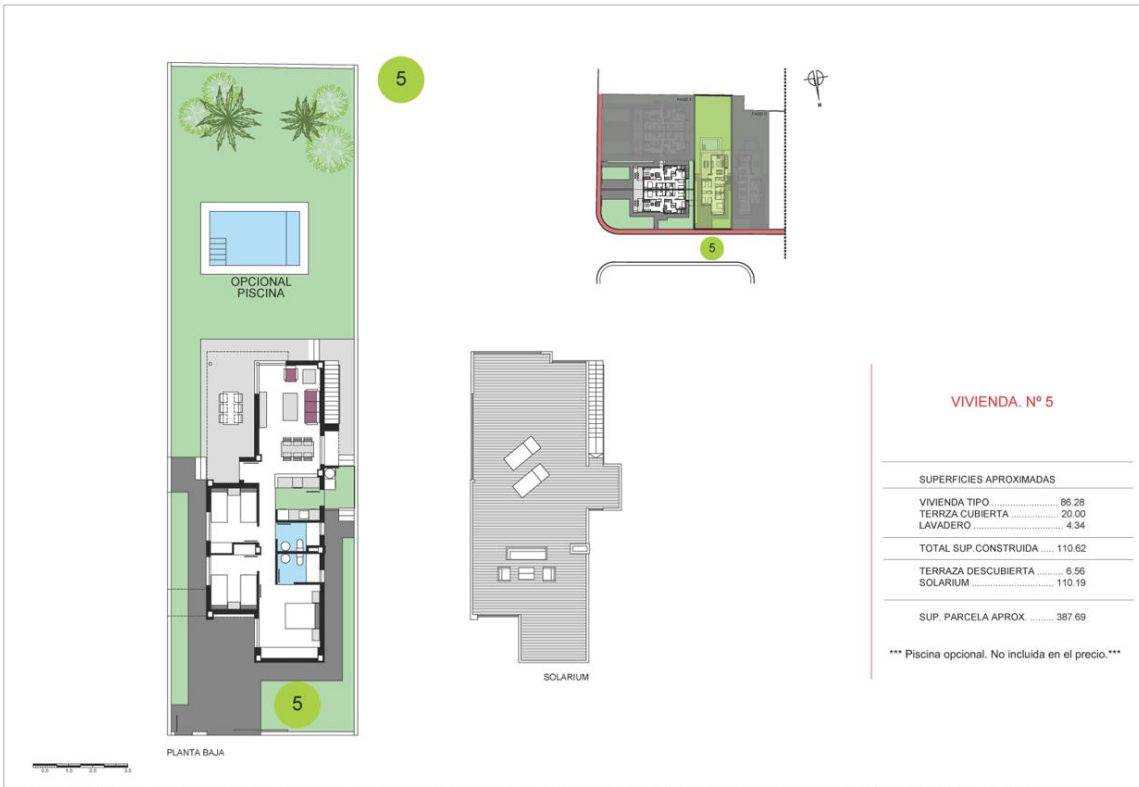 5
OPCIONAL
PISCINA
5
PLANTA BAJA
5
SOLARIUM
VIVIENDA. Nº 5
SUPERFICIES APROXIMADAS
VIVIENDA TIPO ...................... 86.28
TERRZA CUBIERTA ................ 20.00
LAVADERO .............................. 4.34
TOTAL SUP.CONSTRUIDA ..... 110.62
TERRAZA DESCUBIERTA ......... 6.56
SOLARIUM ........................... 110.19
SUP. PARCELA APROX. ......... 387.69
*** Piscina opcional. No incluida en el precio.***